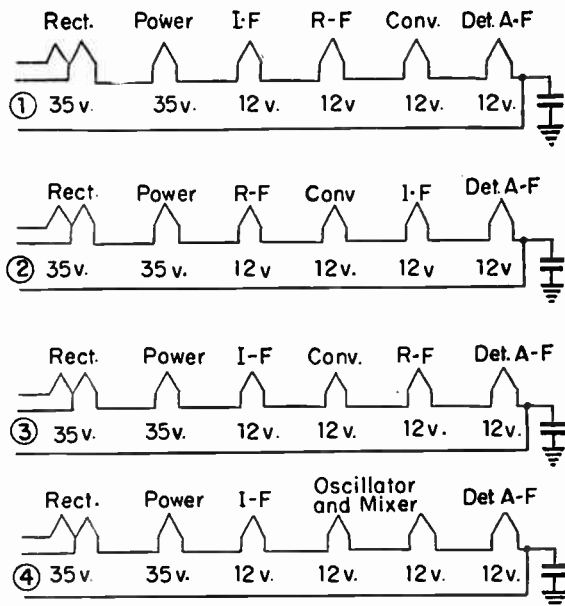 Rect. Power I-F R-F Conv. Det. A-F
① 35 v. 35 v. 12 v. 12 v 12 v. 12 v.
Rect. Power R-F Conv I-F Det. A-F
② 35 v. 35 v. 12 v 12 v. 12 v 12 v
Rect. Power I-F Conv. R-F Det. A-F
③ 35 v. 35 v. 12 v. 12 v. 12 v. 12 v.
Rect. Power I-F Oscillator and Mixer Det A-F
④ 35 v. 35 v. 12 v. 12 v. 12 v. 12 v.